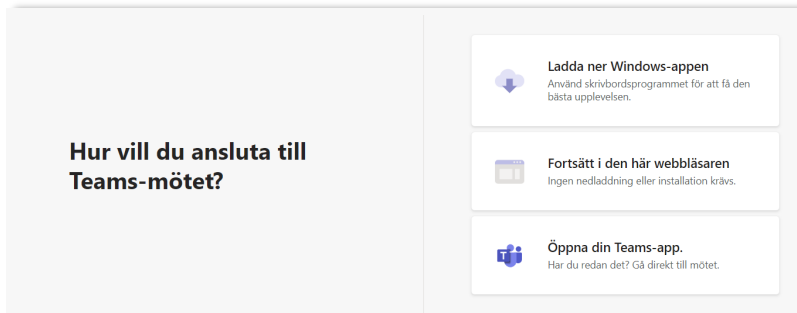 Hur vill du ansluta till
Teams-mötet?
Ladda ner Windows-appen
Använd skrivbordsprogrammet för att få den
bästa upplevelsen.
Fortsätt i den här webbläsaren
Ingen nedladdning eller installation krävs.
T
Öppna din Teams-app.
Har du redan det? Gå direkt till mötet.